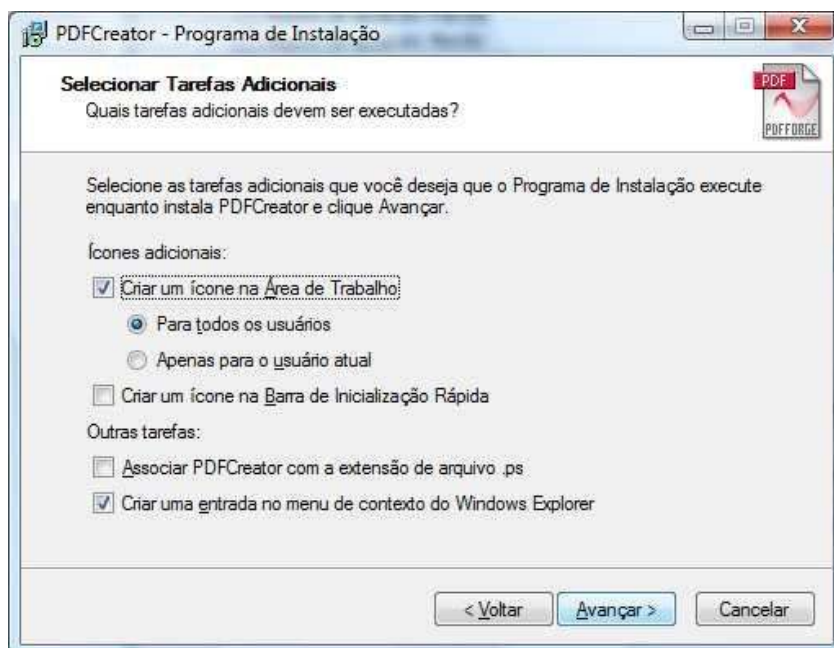 PDFCreator - Programa de Instalação
Selecionar Tarefas Adicionais
Quais tarefas adicionais devem ser executadas?
PDF
PDFFORGE
Selecione as tarefas adicionais que você deseja que o Programa de Instalação execute
enquanto instala PDFCreator e clique Avançar.
Ícones adicionais:
Criar um ícone na Área de Trabalho
Para todos os usuários
Apenas para o usuário atual
Criar um ícone na Barra de Inicialização Rápida
Outras tarefas:
Associar PDFCreator com a extensão de arquivo .ps
Criar uma entrada no menu de contexto do Windows Explorer
< Voltar
Avançar >
Cancelar